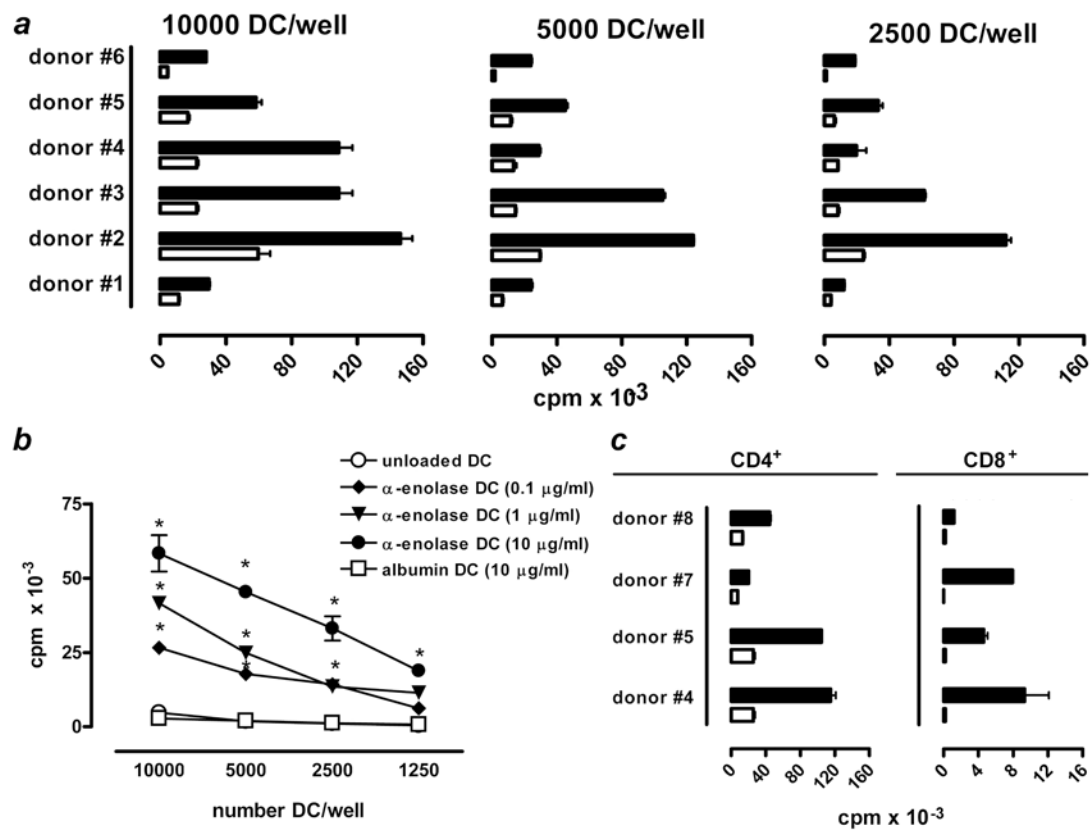 a
10000 DC/well
5000 DC/well
2500 DC/well
donor #6
donor #5
donor #4
donor #3
donor #2
donor #1
0 40 80 120 160
0 40 80 120 160
0 40 80 120 160
cpm x 10-3
b
unloaded DC
α-enolase DC (0.1 μg/ml)
α-enolase DC (1 μg/ml)
α-enolase DC (10 μg/ml)
albumin DC (10 μg/ml)
75
50
25
0
cpm x 10-3
* * * *
* * *
* *
10000 5000 2500 1250
number DC/well
c
CD4+
CD8+
donor #8
donor #7
donor #5
donor #4
0 40 80 120 160
0 4 8 12 16
cpm x 10-3